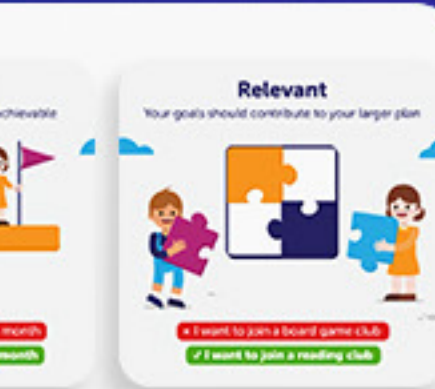 chievable
month
month
Relevant
Your goals should contribute to your larger plan
× I want to join a board game club
✓ I want to join a reading club